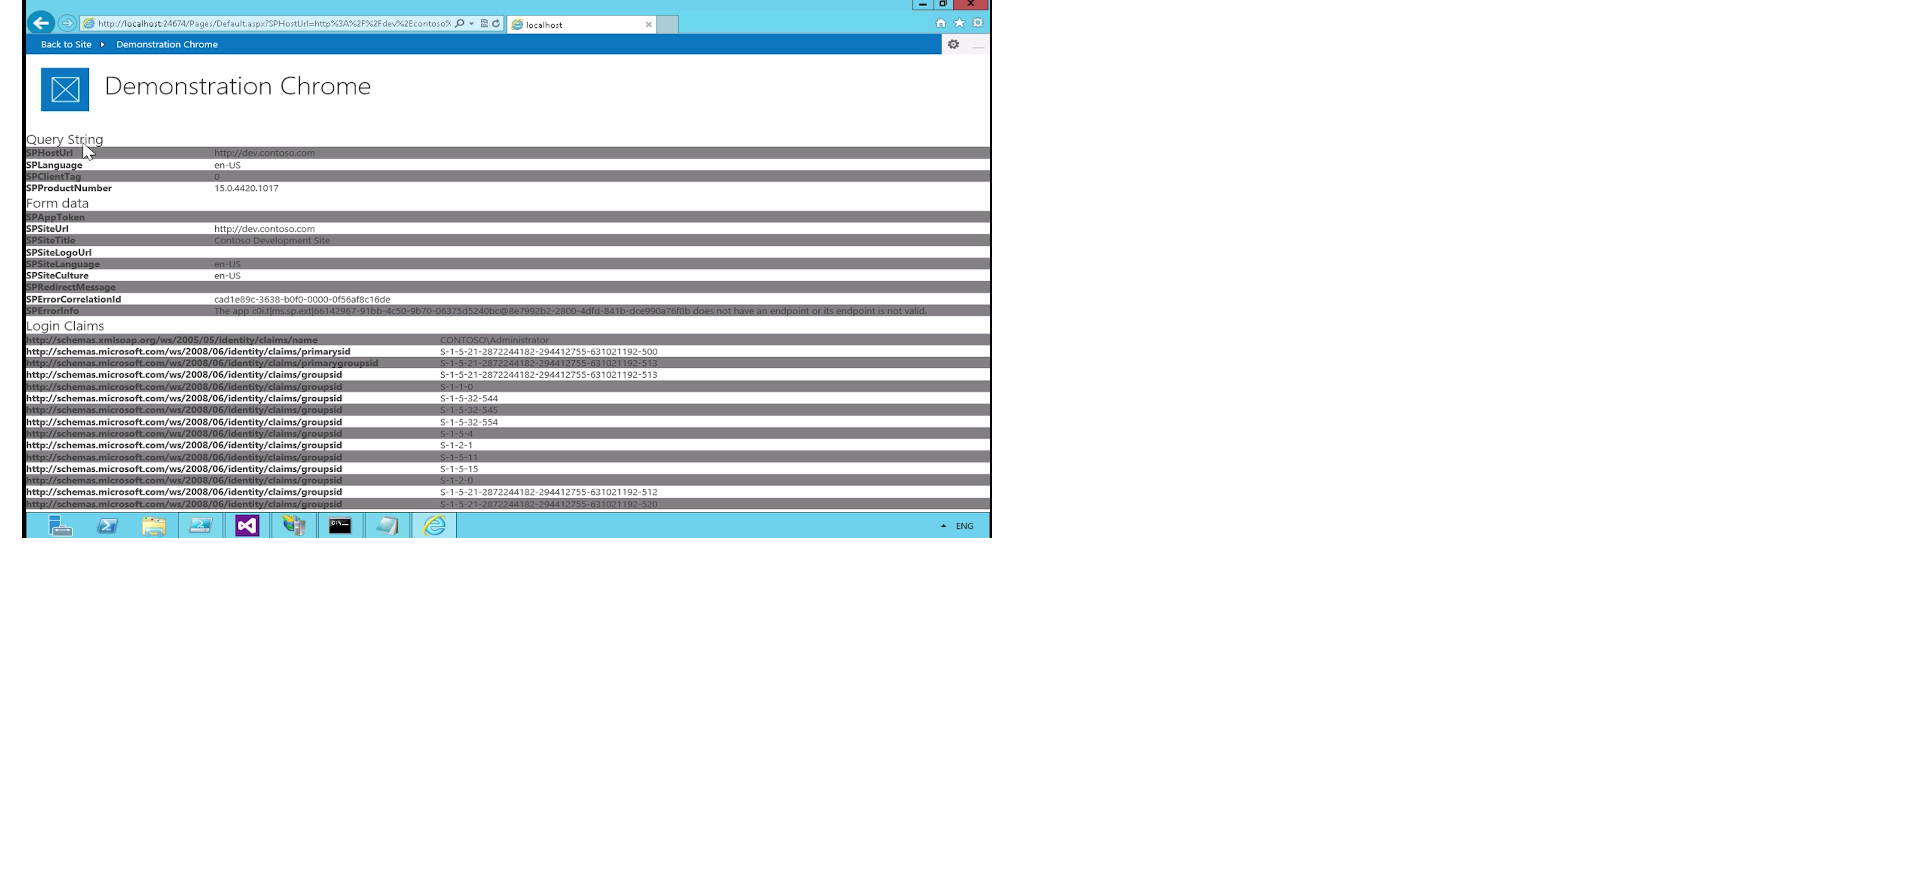 http://localhost:24674/Pages/Default.aspx?SPHostUrl=http%3A%2F%2Fdev%2Econtoso%
localhost
Back to Site
Demonstration Chrome
Demonstration Chrome
Query String
SPHostUrl http://dev.contoso.com
SPLanguage en-US
SPClientTag 0
SPProductNumber 15.0.4420.1017
Form data
SPAppToken
SPSiteUrl http://dev.contoso.com
SPSiteTitle Contoso Development Site
SPSiteLogoUrl
SPSiteLanguage en-US
SPSiteCulture en-US
SPRedirectMessage
SPErrorCorrelationId cad1e89c-3638-b0f0-0000-0f56af8c16de
SPErrorInfo The app i:0i.t|ms.sp.ext|66142967-91bb-4c50-9b70-06375d5240bc@8e7992b2-2800-4dfd-841b-dce990a76f0b does not have an endpoint or its endpoint is not valid.
Login Claims
http://schemas.xmlsoap.org/ws/2005/05/identity/claims/name CONTOSO\Administrator
http://schemas.microsoft.com/ws/2008/06/identity/claims/primarysid S-1-5-21-2872244182-294412755-631021192-500
http://schemas.microsoft.com/ws/2008/06/identity/claims/primarygroupsid S-1-5-21-2872244182-294412755-631021192-513
http://schemas.microsoft.com/ws/2008/06/identity/claims/groupsid S-1-5-21-2872244182-294412755-631021192-513
http://schemas.microsoft.com/ws/2008/06/identity/claims/groupsid S-1-1-0
http://schemas.microsoft.com/ws/2008/06/identity/claims/groupsid S-1-5-32-544
http://schemas.microsoft.com/ws/2008/06/identity/claims/groupsid S-1-5-32-545
http://schemas.microsoft.com/ws/2008/06/identity/claims/groupsid S-1-5-32-554
http://schemas.microsoft.com/ws/2008/06/identity/claims/groupsid S-1-5-4
http://schemas.microsoft.com/ws/2008/06/identity/claims/groupsid S-1-2-1
http://schemas.microsoft.com/ws/2008/06/identity/claims/groupsid S-1-5-11
http://schemas.microsoft.com/ws/2008/06/identity/claims/groupsid S-1-5-15
http://schemas.microsoft.com/ws/2008/06/identity/claims/groupsid S-1-2-0
http://schemas.microsoft.com/ws/2008/06/identity/claims/groupsid S-1-5-21-2872244182-294412755-631021192-512
http://schemas.microsoft.com/ws/2008/06/identity/claims/groupsid S-1-5-21-2872244182-294412755-631021192-520
ENG